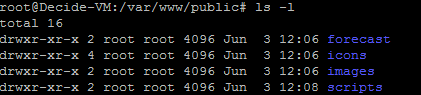 root@Decide-VM:/var/www/public# ls -l
total 16
drwxr-xr-x 2 root root 4096 Jun  3 12:06 forecast
drwxr-xr-x 4 root root 4096 Jun  3 12:06 icons
drwxr-xr-x 2 root root 4096 Jun  3 12:06 images
drwxr-xr-x 2 root root 4096 Jun  3 12:08 scripts